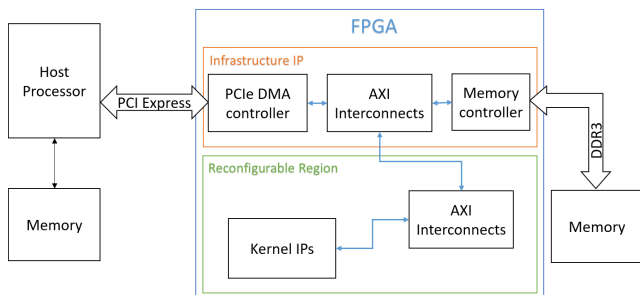 FPGA
Infrastructure IP
Host
Processor
PCI Express
PCIe DMA
controller
AXI
Interconnects
Memory
controller
DDR3
Reconfigurable Region
Memory
Kernel IPs
AXI
Interconnects
Memory